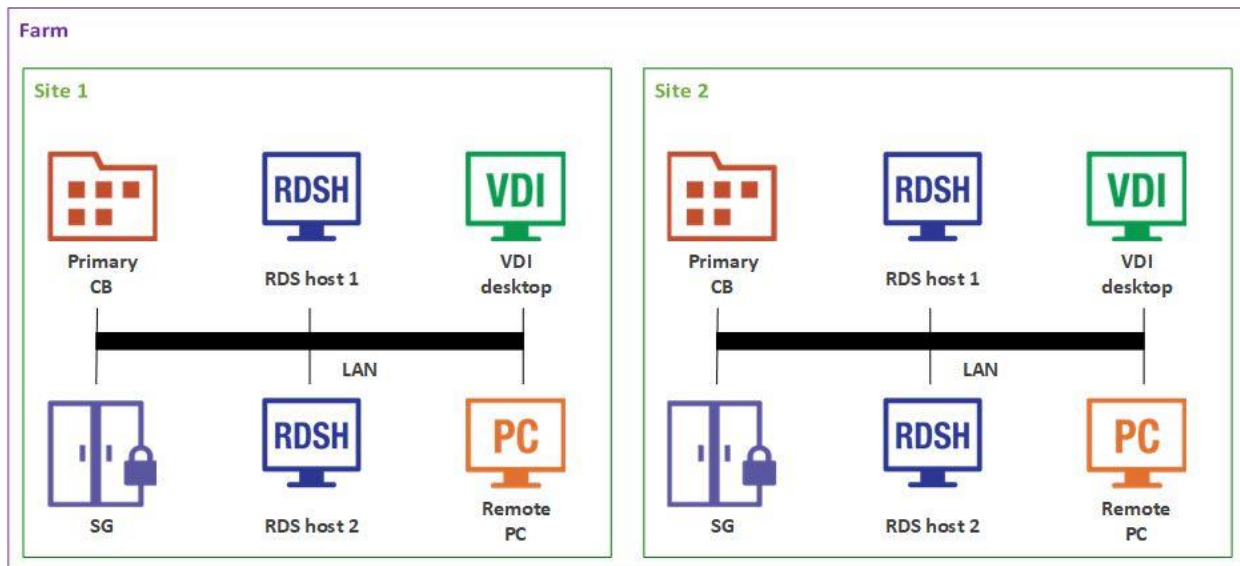 Farm
Site 1
RDSH
VDI
Primary
CB
RDS host 1
VDI
desktop
LAN
RDSH
PC
SG
RDS host 2
Remote
PC
Site 2
RDSH
VDI
Primary
CB
RDS host 1
VDI
desktop
LAN
RDSH
PC
SG
RDS host 2
Remote
PC